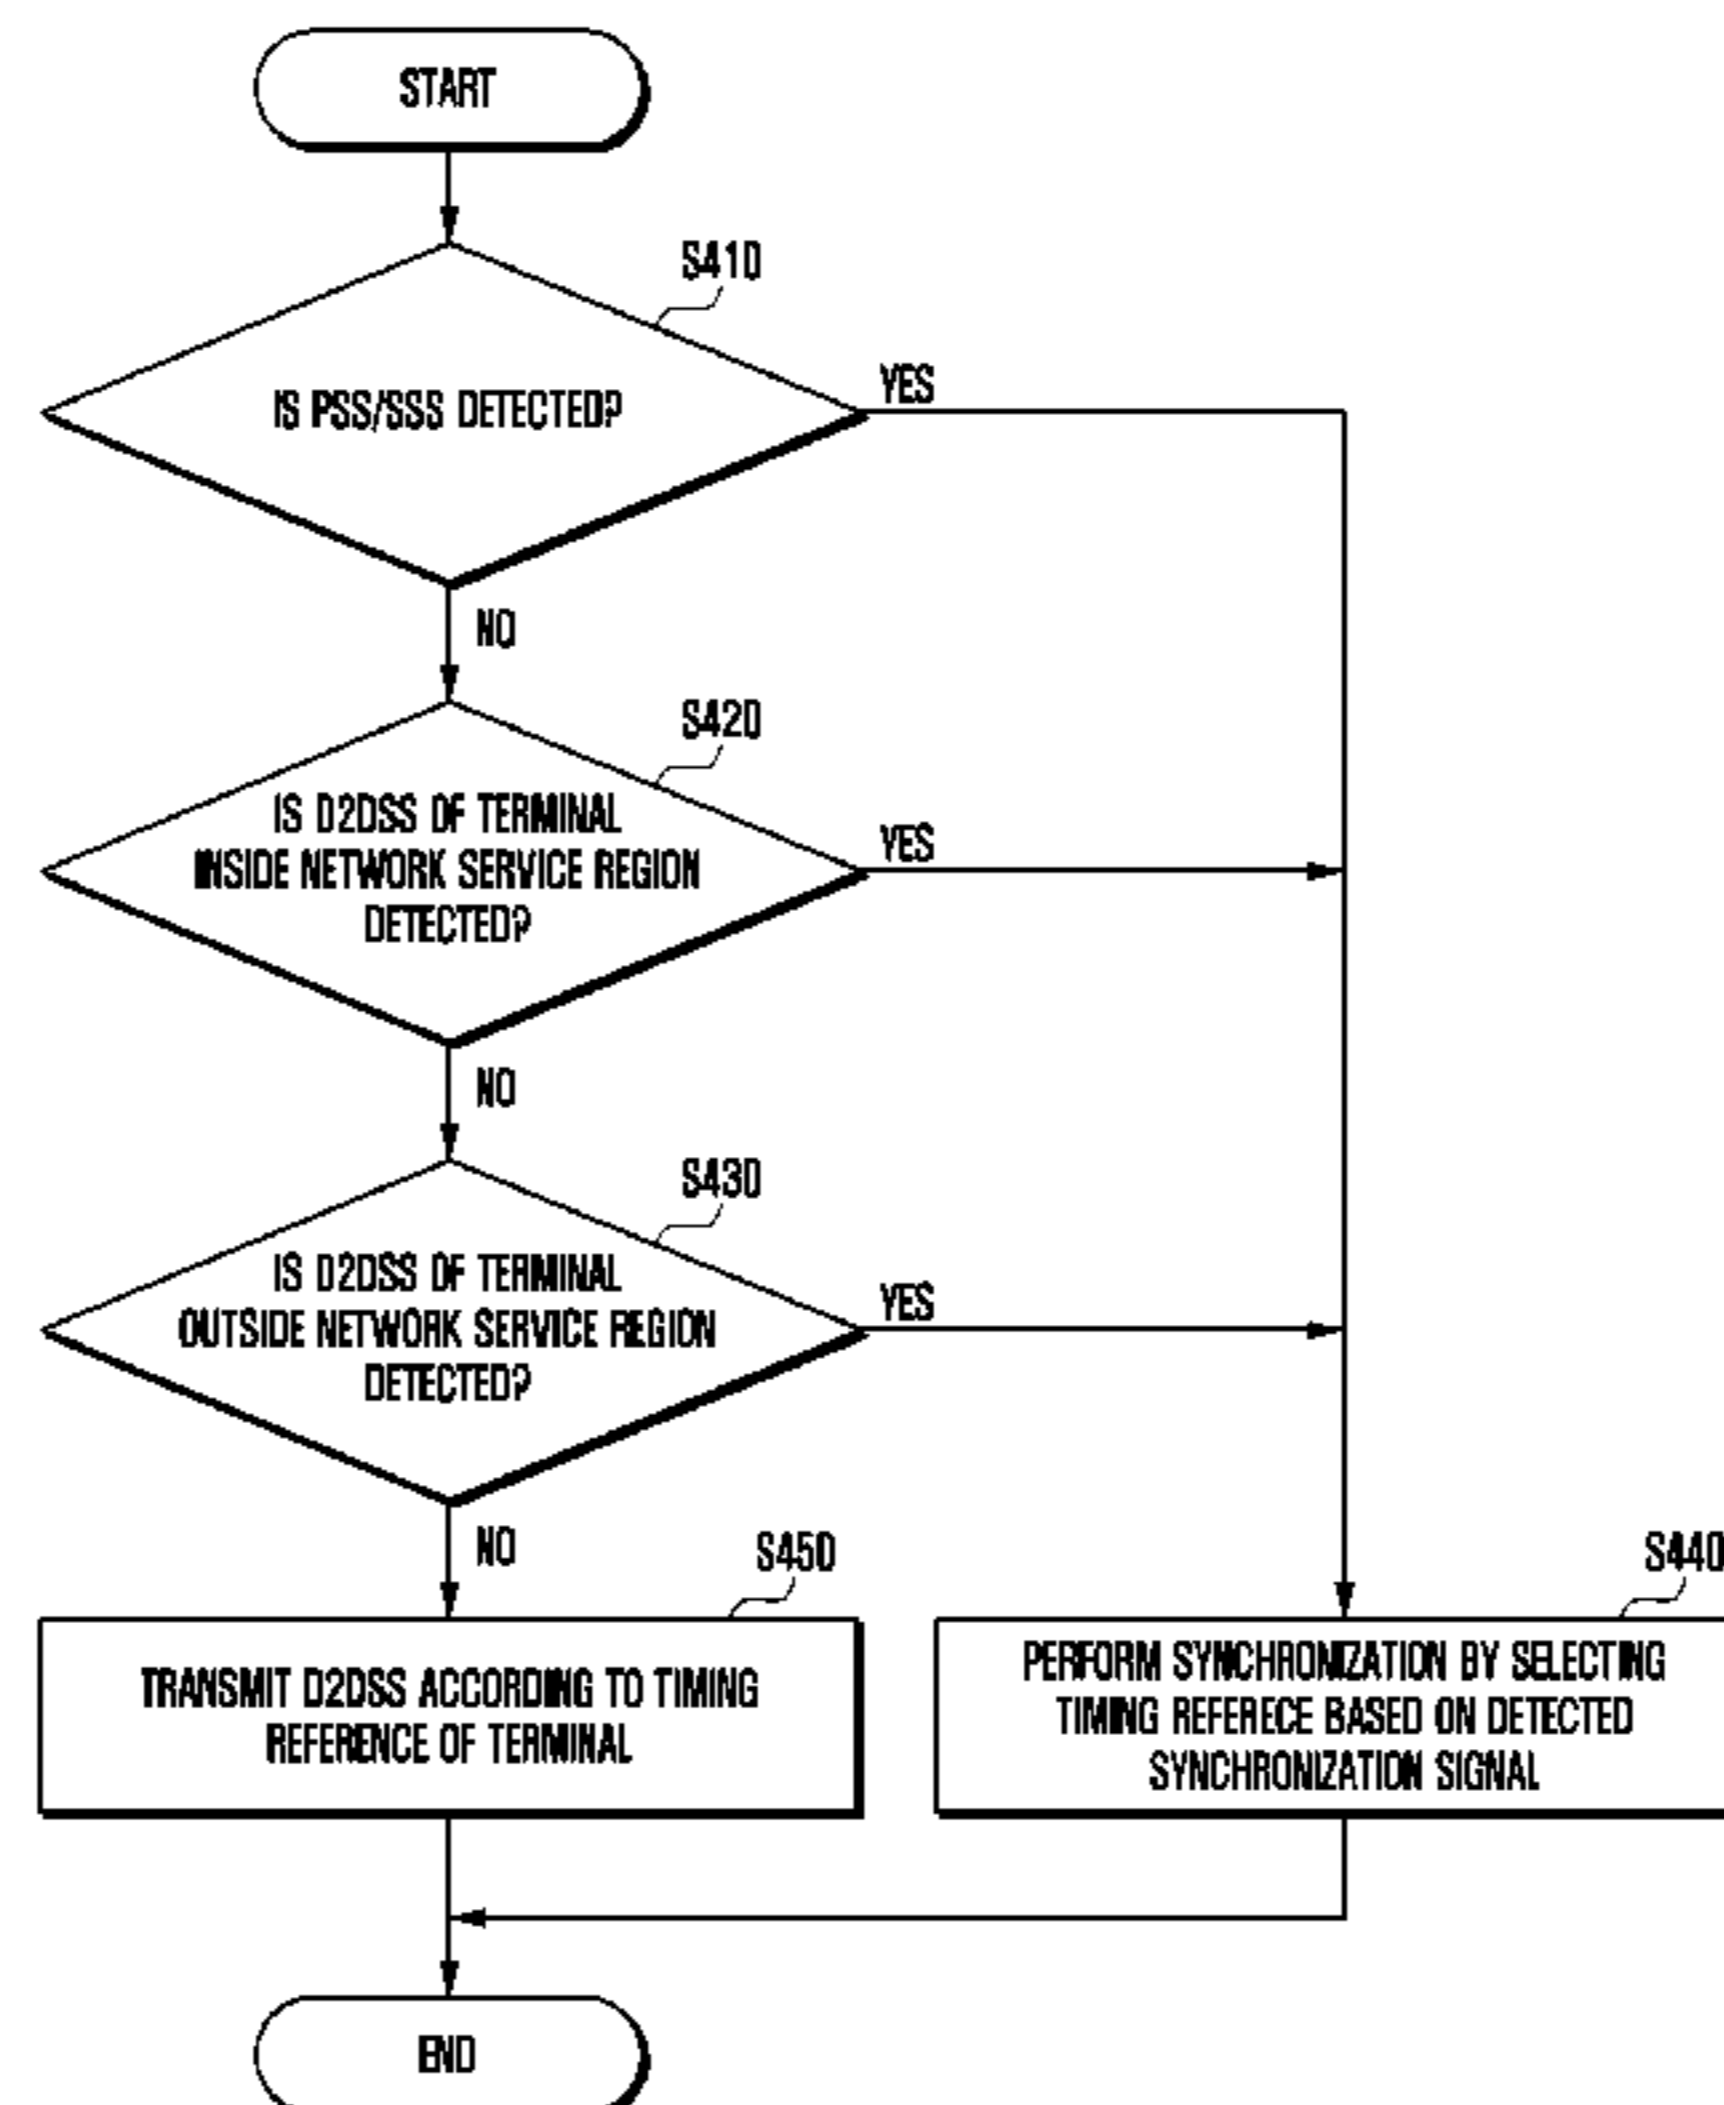 START
S410
IS PSS/SSS DETECTED?
YES
NO
S420
IS D2DSS OF TERMINAL
INSIDE NETWORK SERVICE REGION
DETECTED?
YES
NO
S430
IS D2DSS OF TERMINAL
OUTSIDE NETWORK SERVICE REGION
DETECTED?
YES
NO
S450
TRANSMIT D2DSS ACCORDING TO TIMING
REFERENCE OF TERMINAL
S440
PERFORM SYNCHRONIZATION BY SELECTING
TIMING REFERECE BASED ON DETECTED
SYNCHRONIZATION SIGNAL
END